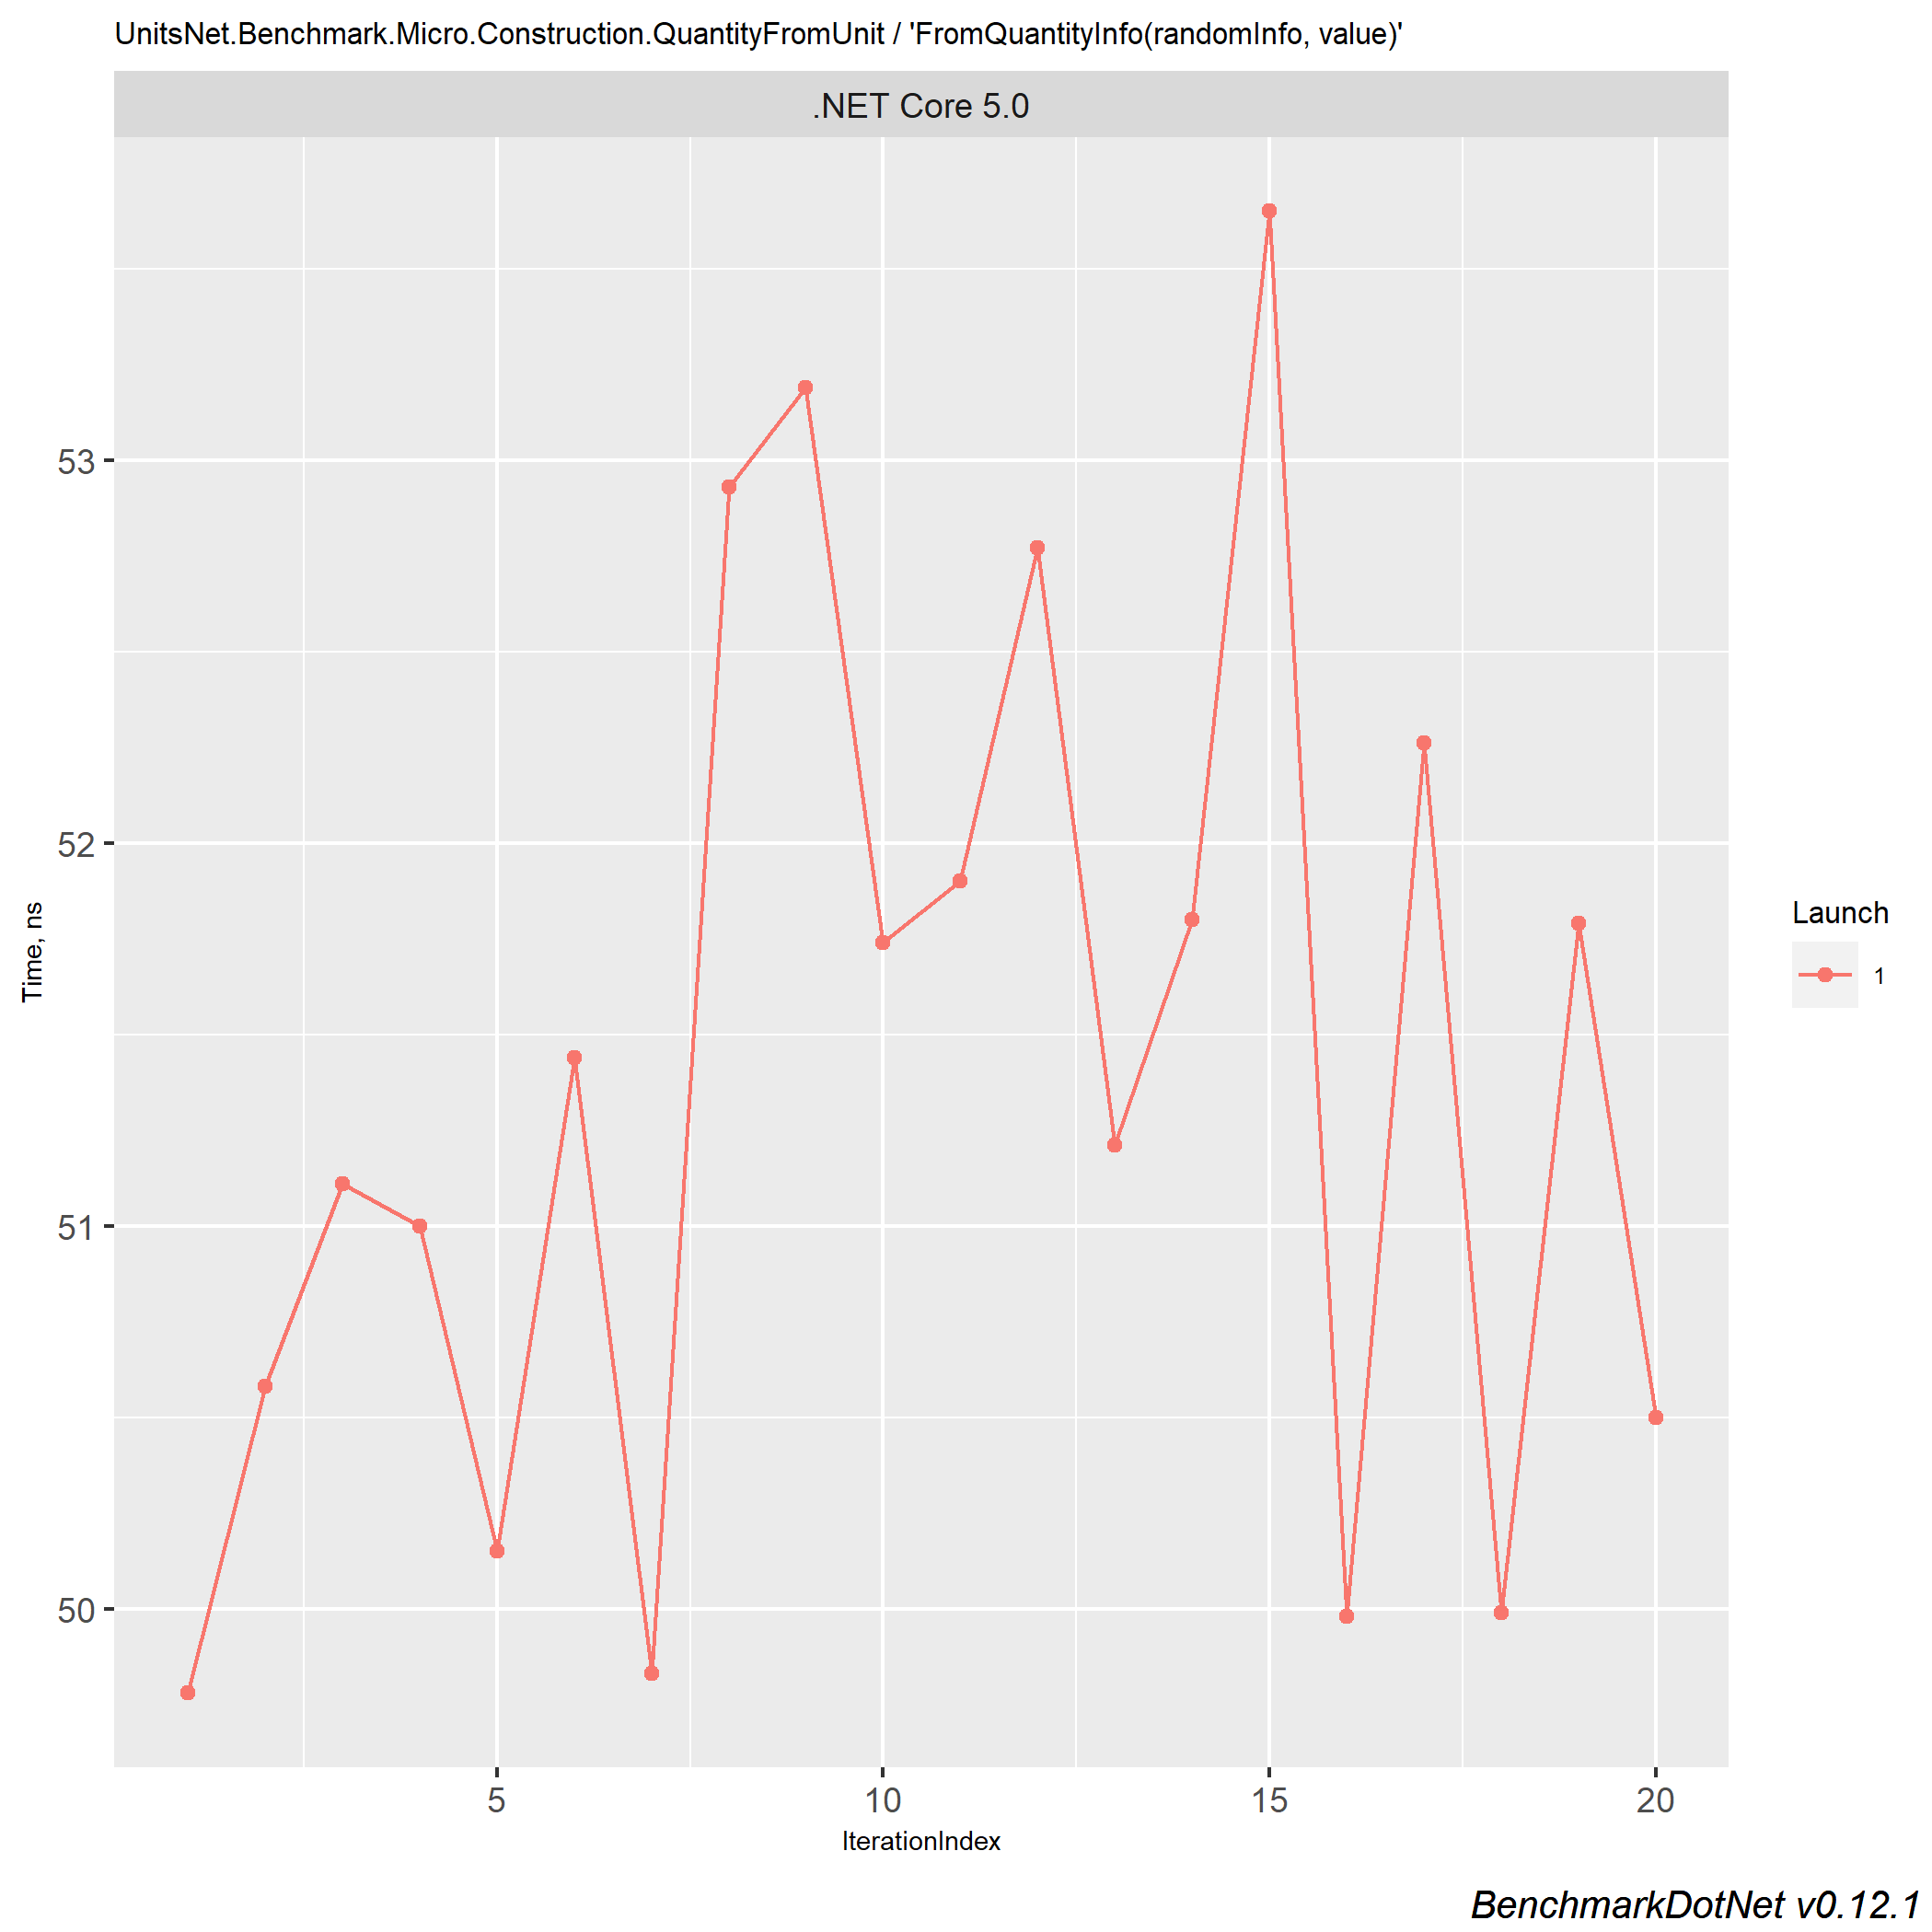 UnitsNet.Benchmark.Micro.Construction.QuantityFromUnit / 'FromQuantityInfo(randomInfo, value)'
.NET Core 5.0
53
52
51
50
Time, ns
5 10 15 20
IterationIndex
Launch
1
BenchmarkDotNet v0.12.1